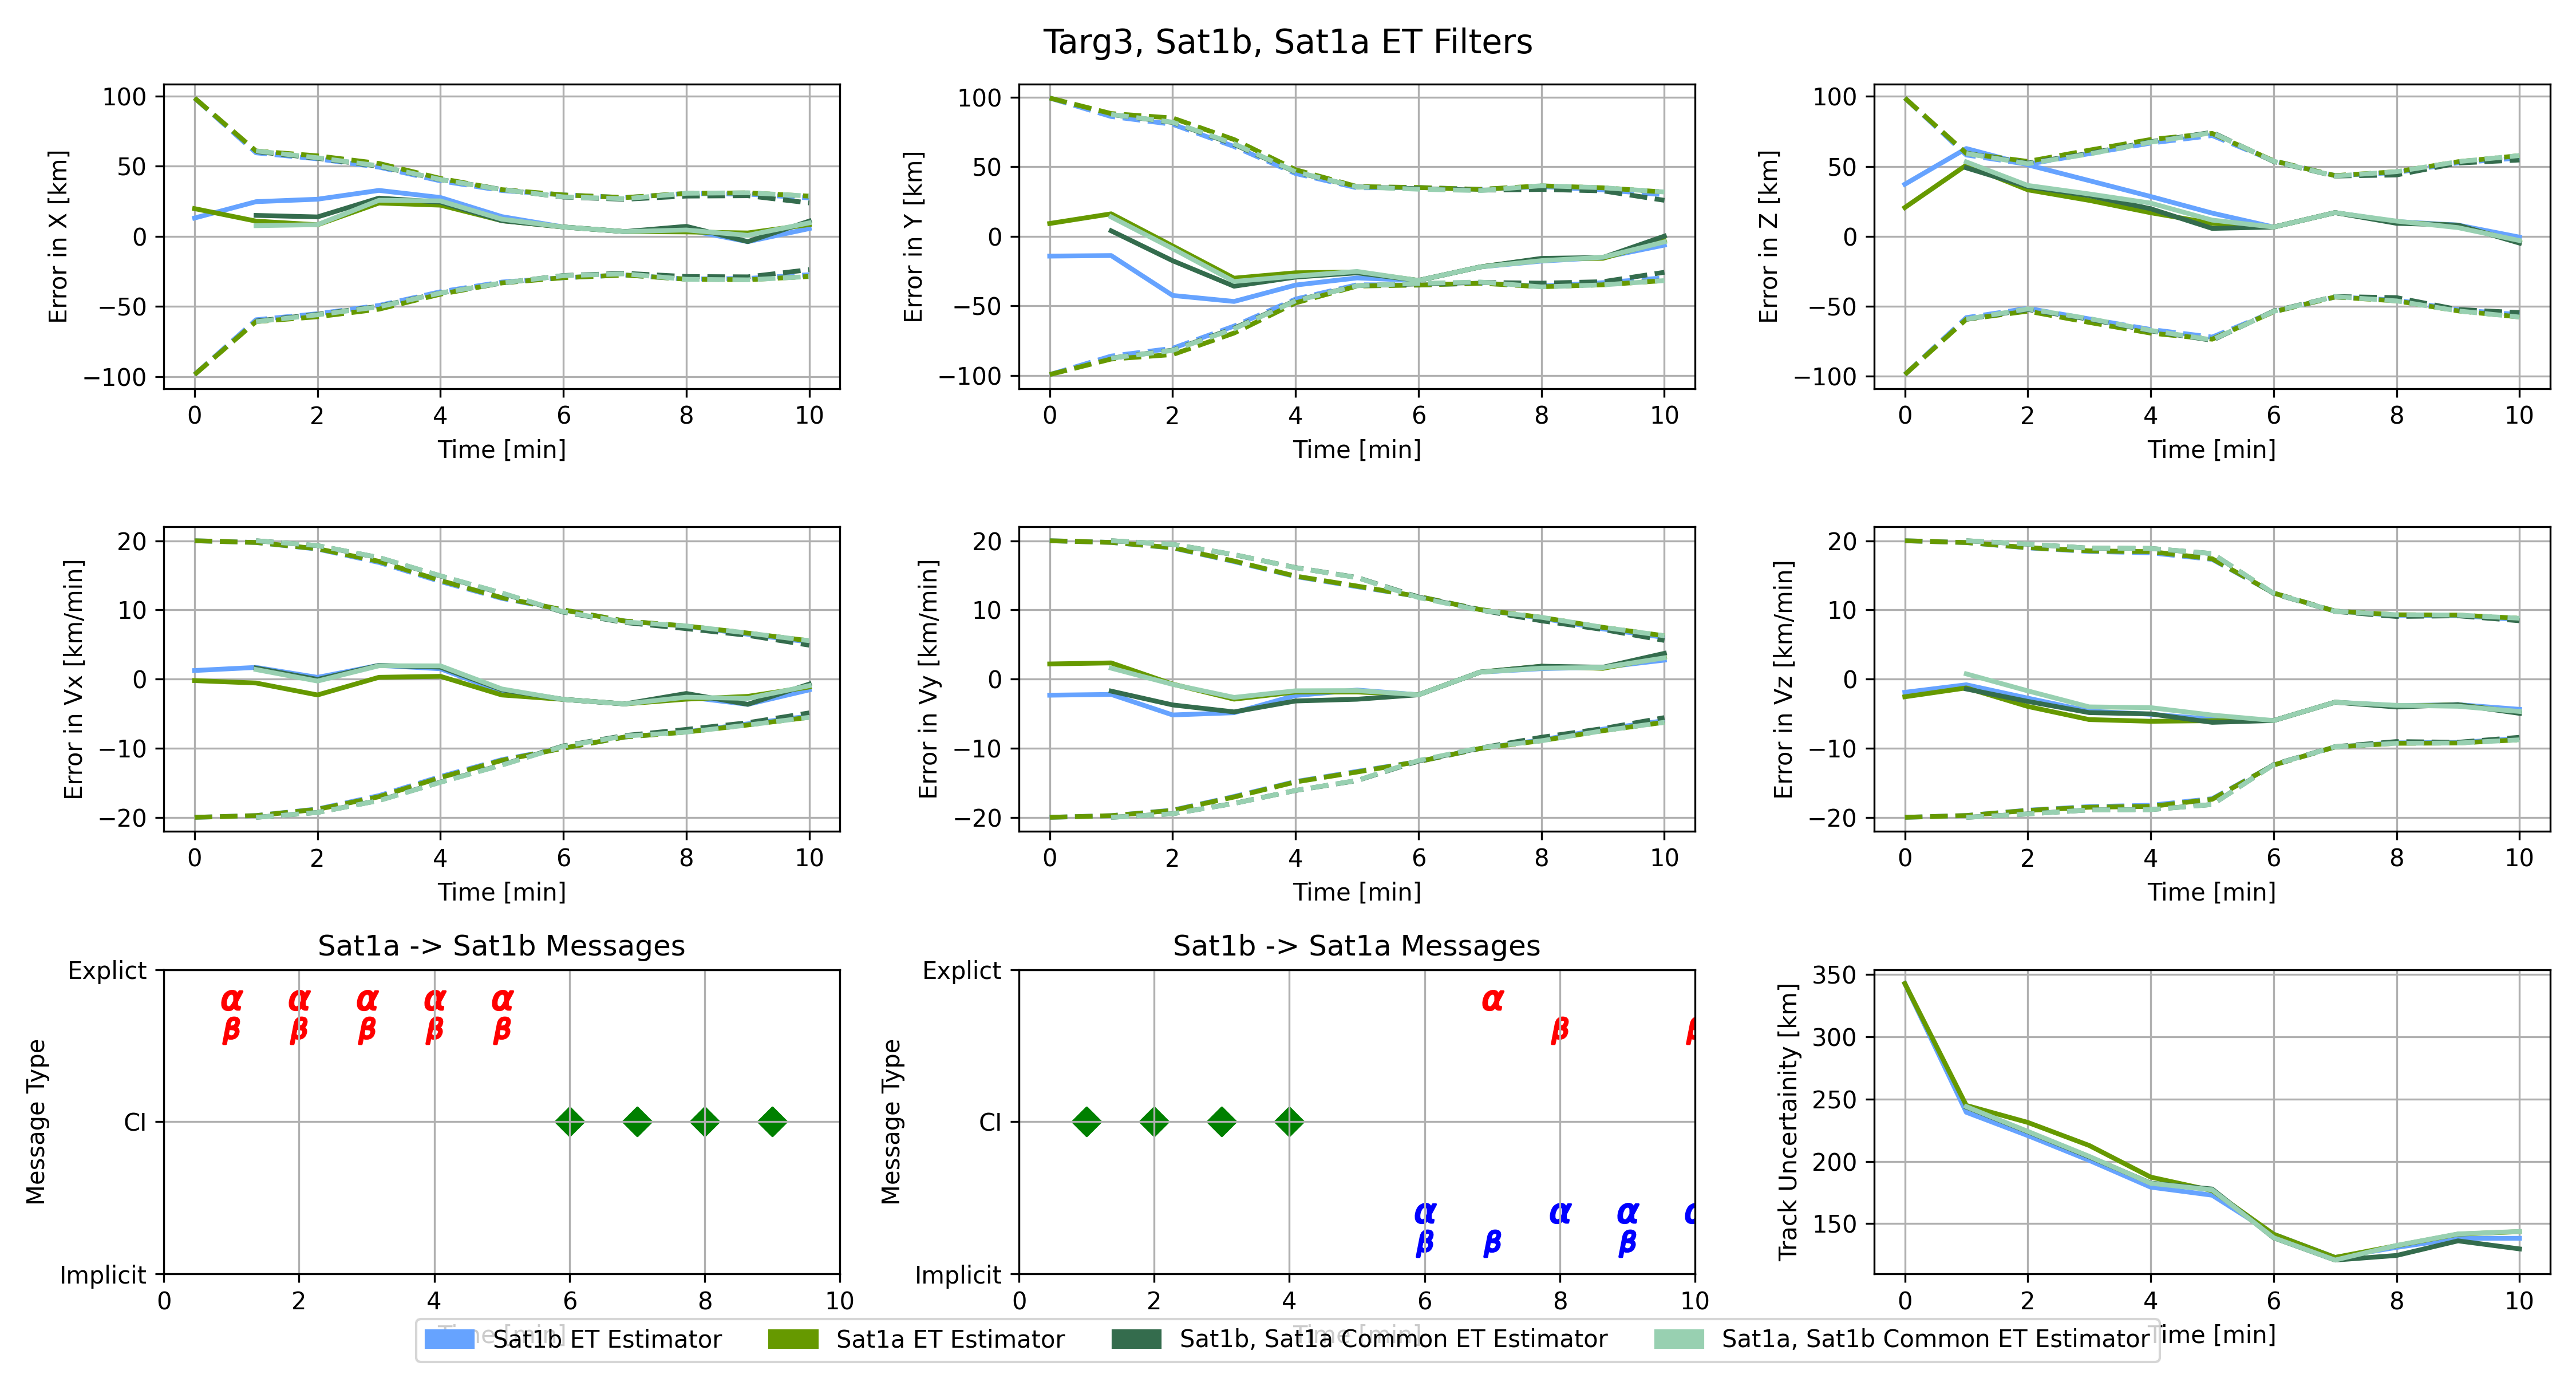 Targ3, Sat1b, Sat1a ET Filters
Error in X [km]
100
50
0
−50
−100
0 2 4 6 8 10
Time [min]
Error in Y [km]
100
50
0
−50
−100
0 2 4 6 8 10
Time [min]
Error in Z [km]
100
50
0
−50
−100
0 2 4 6 8 10
Time [min]
Error in Vx [km/min]
20
10
0
−10
−20
0 2 4 6 8 10
Time [min]
Error in Vy [km/min]
20
10
0
−10
−20
0 2 4 6 8 10
Time [min]
Error in Vz [km/min]
20
10
0
−10
−20
0 2 4 6 8 10
Time [min]
Sat1a -> Sat1b Messages
Message Type
Explict
α α α α α
β β β β β
CI
Implicit
0 2 4 6 8 10
Time [min]
Sat1b -> Sat1a Messages
Message Type
Explict
α
β β
CI
α α α α
β β β
Implicit
0 2 4 6 8 10
Time [min]
Track Uncertainity [km]
350
300
250
200
150
0 2 4 6 8 10
Time [min]
Sat1b ET Estimator Sat1a ET Estimator Sat1b, Sat1a Common ET Estimator Sat1a, Sat1b Common ET Estimator